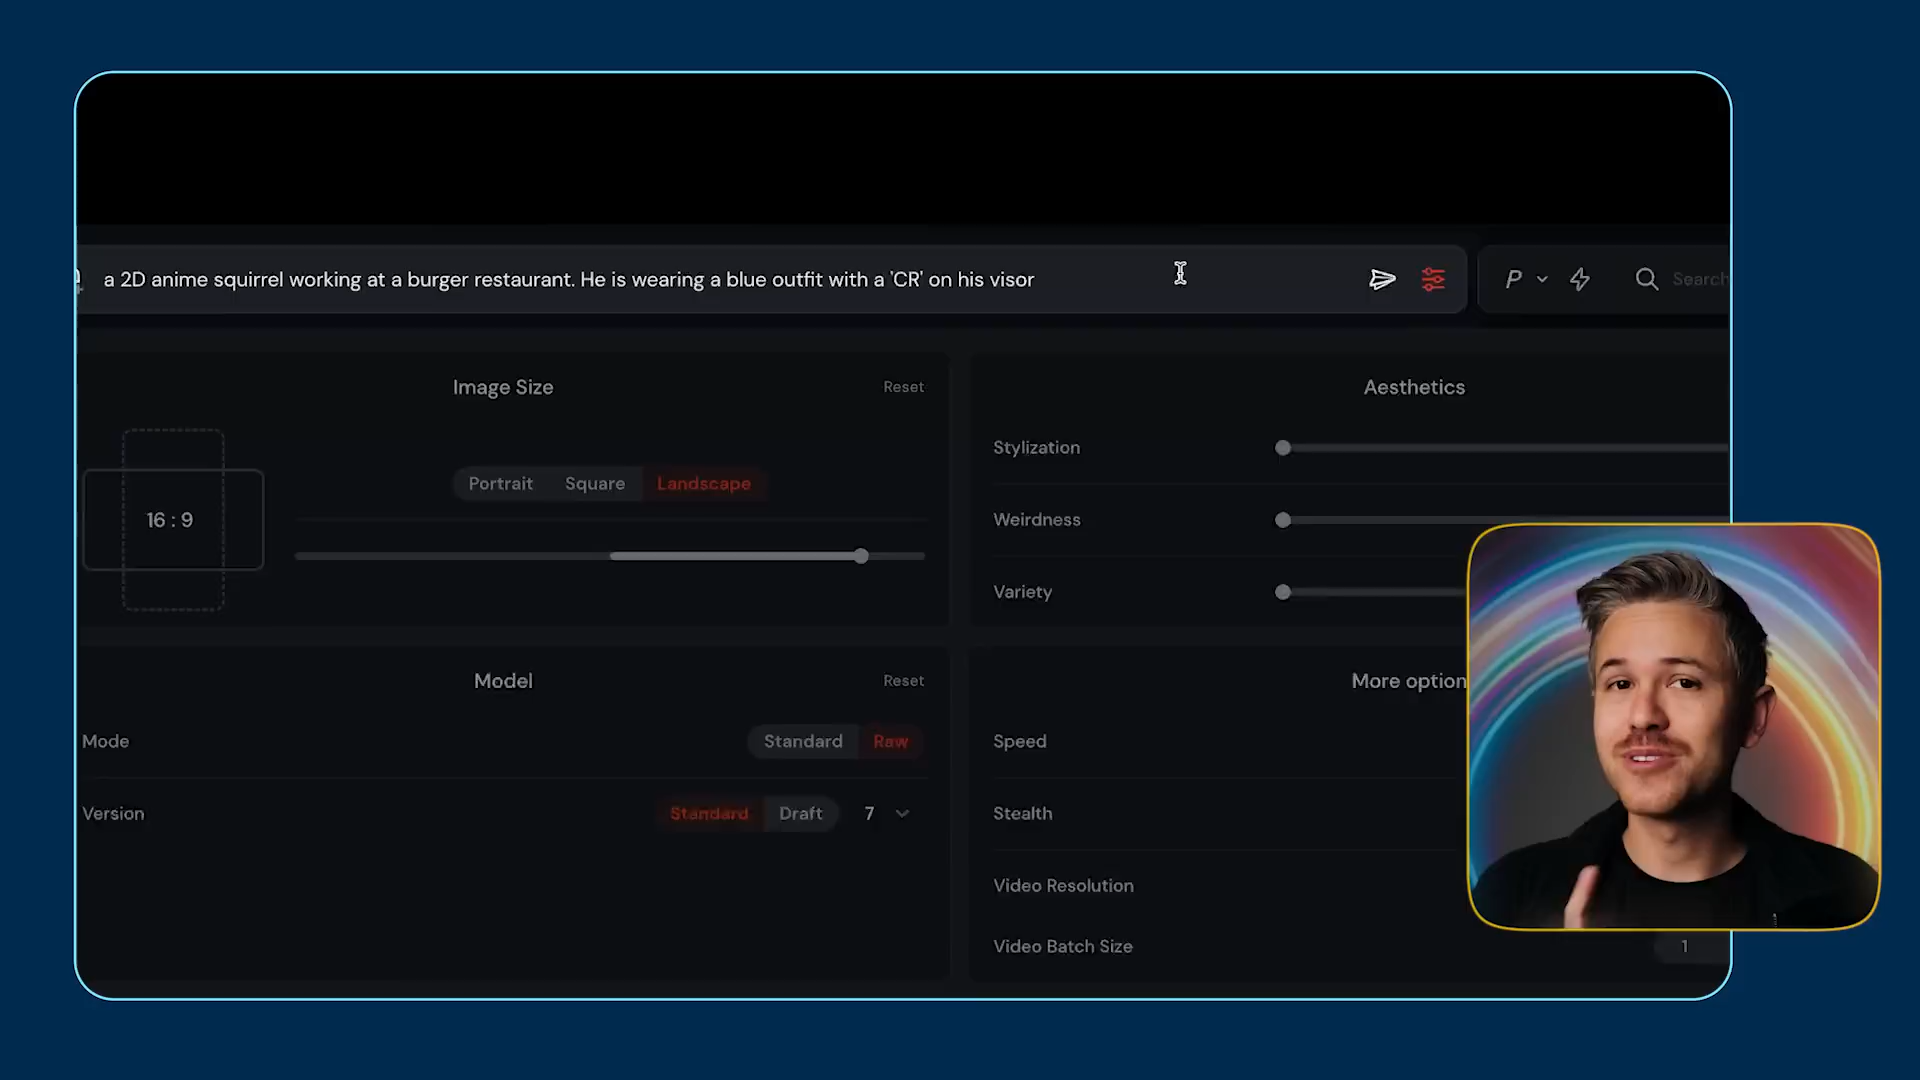 a 2D anime squirrel working at a burger restaurant. He is wearing a blue outfit with a 'CR' on his visor
P
Search
Image Size
Reset
Portrait
Square
Landscape
16 : 9
Aesthetics
Stylization
Weirdness
Variety
Model
Reset
Mode
Standard
Raw
Version
Standard
Draft
7
More option
Speed
Stealth
Video Resolution
Video Batch Size
1